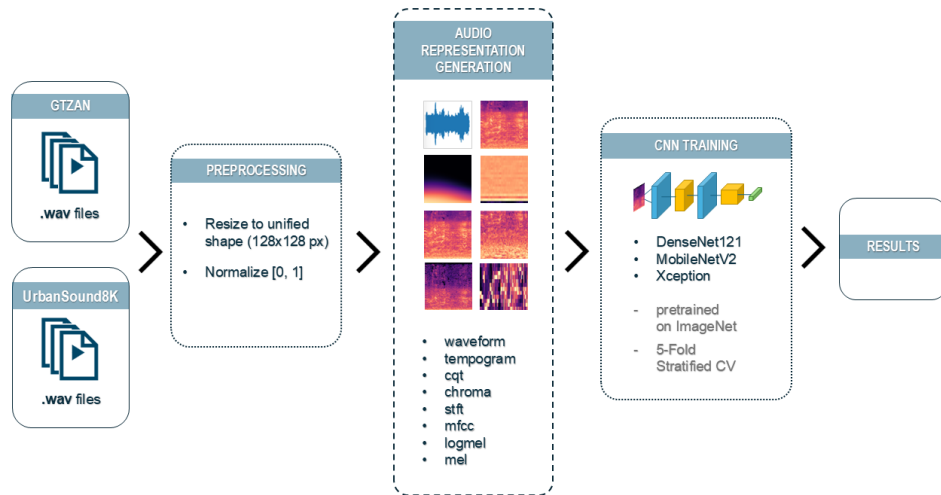 GTZAN
.wav files
UrbanSound8K
.wav files
PREPROCESSING
• Resize to unified
shape (128x128 px)
• Normalize [0, 1]
AUDIO
REPRESENTATION
GENERATION
• waveform
• tempogram
• cqt
• chroma
• stft
• mfcc
• logmel
• mel
CNN TRAINING
• DenseNet121
• MobileNetV2
• Xception
- pretrained
on ImageNet
- 5-Fold
Stratified CV
RESULTS